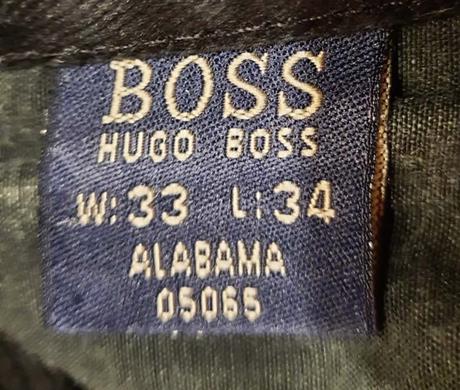 BOSS
HUGO BOSS
W: 33 L: 34
ALABAMA
05065